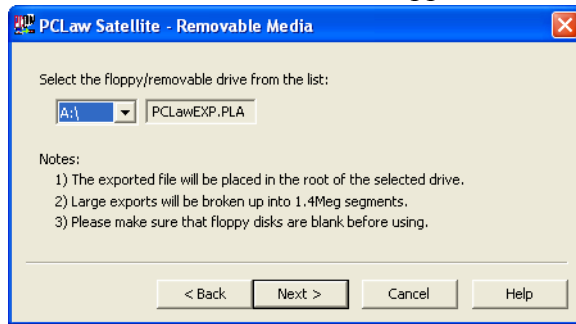 PCLaw Satellite - Removable Media
Select the floppy/removable drive from the list:
A:\ PCLawEXP.PLA
Notes:
1) The exported file will be placed in the root of the selected drive.
2) Large exports will be broken up into 1.4Meg segments.
3) Please make sure that floppy disks are blank before using.
< Back Next > Cancel Help